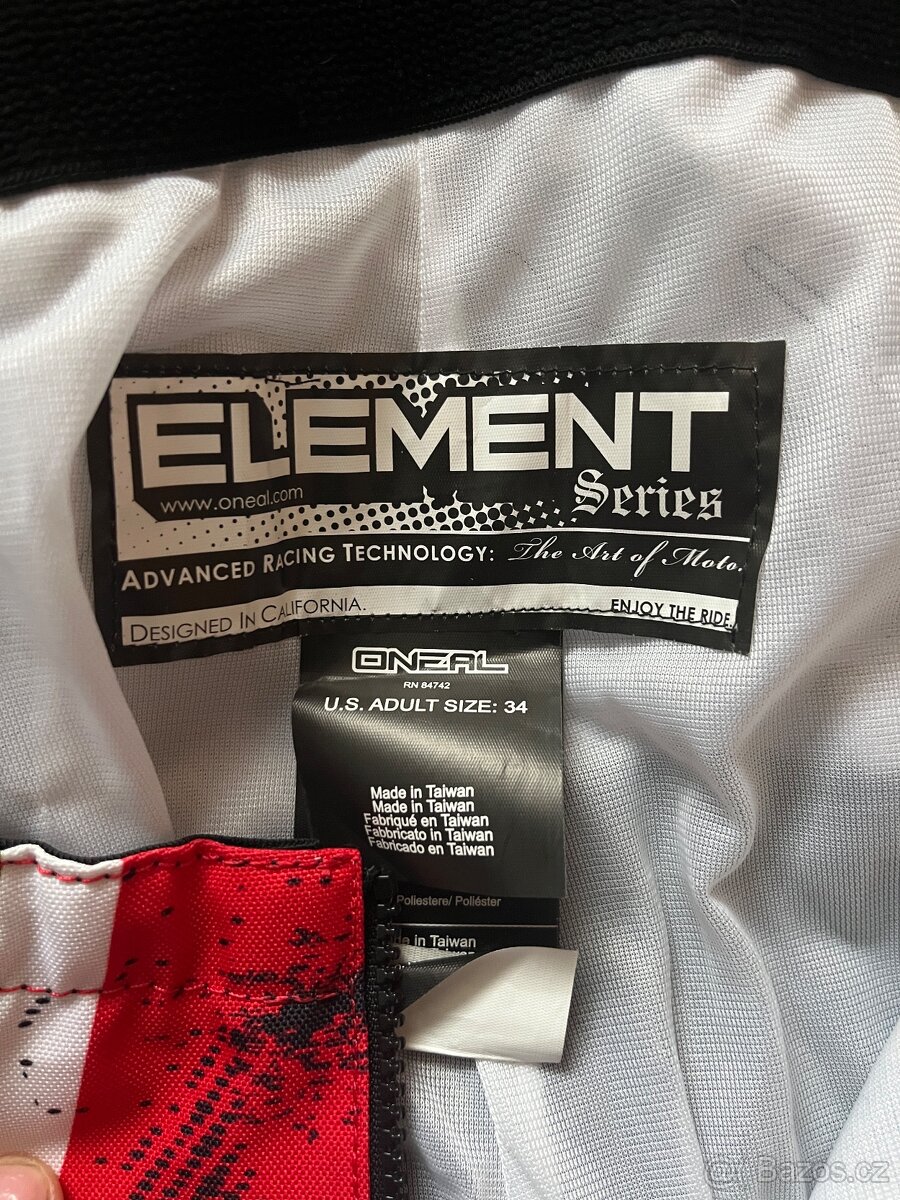 ELEMENT
www.oneal.com
Series
ADVANCED RACING TECHNOLOGY: The Art of Moto.
DESIGNED IN CALIFORNIA.
ENJOY THE RIDE.
ONEAL
RN 84742
U.S. ADULT SIZE: 34
Made in Taiwan
Made in Taiwan
Fabriqué en Taiwan
Fabbricato en Taiwan
Fabricado en Taiwan
Poliestere/ Poliéster
in Taiwan
Bazos.cz